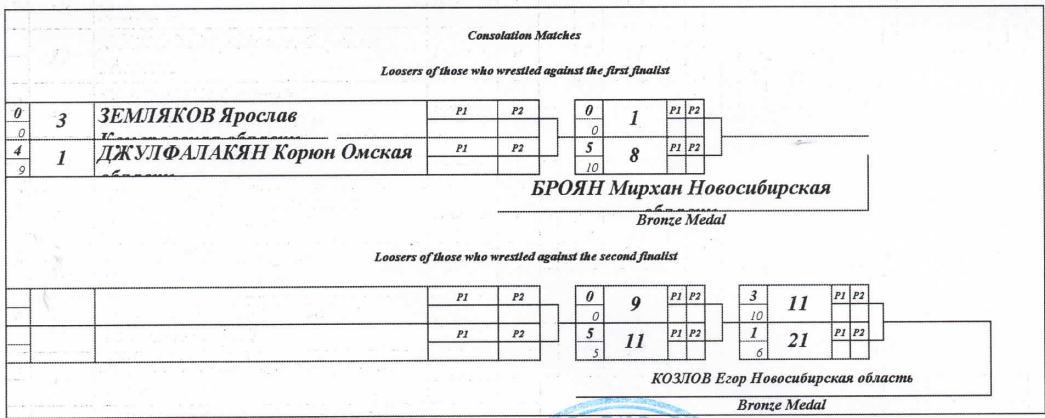 Consolation Matches
Loosers of those who wrestled against the first finalist
0 3 ЗЕМЛЯКОВ Ярослав P1 P2 0 1 P1 P2
0 0
4 1 ДЖУЛФАЛАКЯН Корюн Омская P1 P2 5 8 P1 P2
9 10
БРОЯН Мирхан Новосибирская
Bronze Medal
Loosers of those who wrestled against the second finalist
P1 P2 0 9 P1 P2 3 11 P1 P2
0 10
P1 P2 5 11 P1 P2 1 21 P1 P2
5 6
КОЗЛОВ Егор Новосибирская область
Bronze Medal